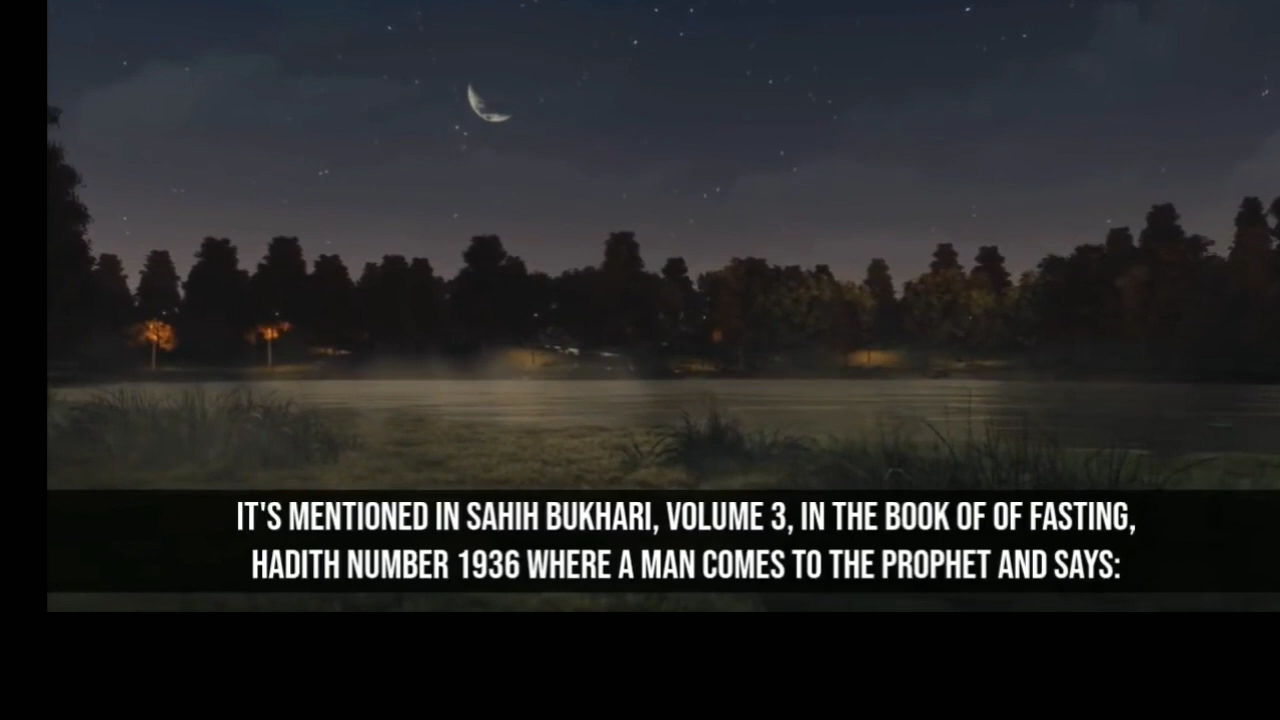 IT'S MENTIONED IN SAHIH BUKHARI, VOLUME 3, IN THE BOOK OF OF FASTING,
HADITH NUMBER 1936 WHERE A MAN COMES TO THE PROPHET AND SAYS: